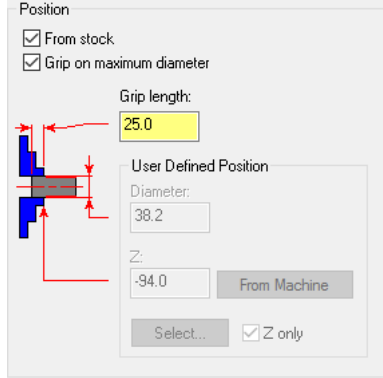 Position
From stock
Grip on maximum diameter
Grip length:
25.0
User Defined Position
Diameter:
38.2
Z:
-94.0
From Machine
Select...
Z only